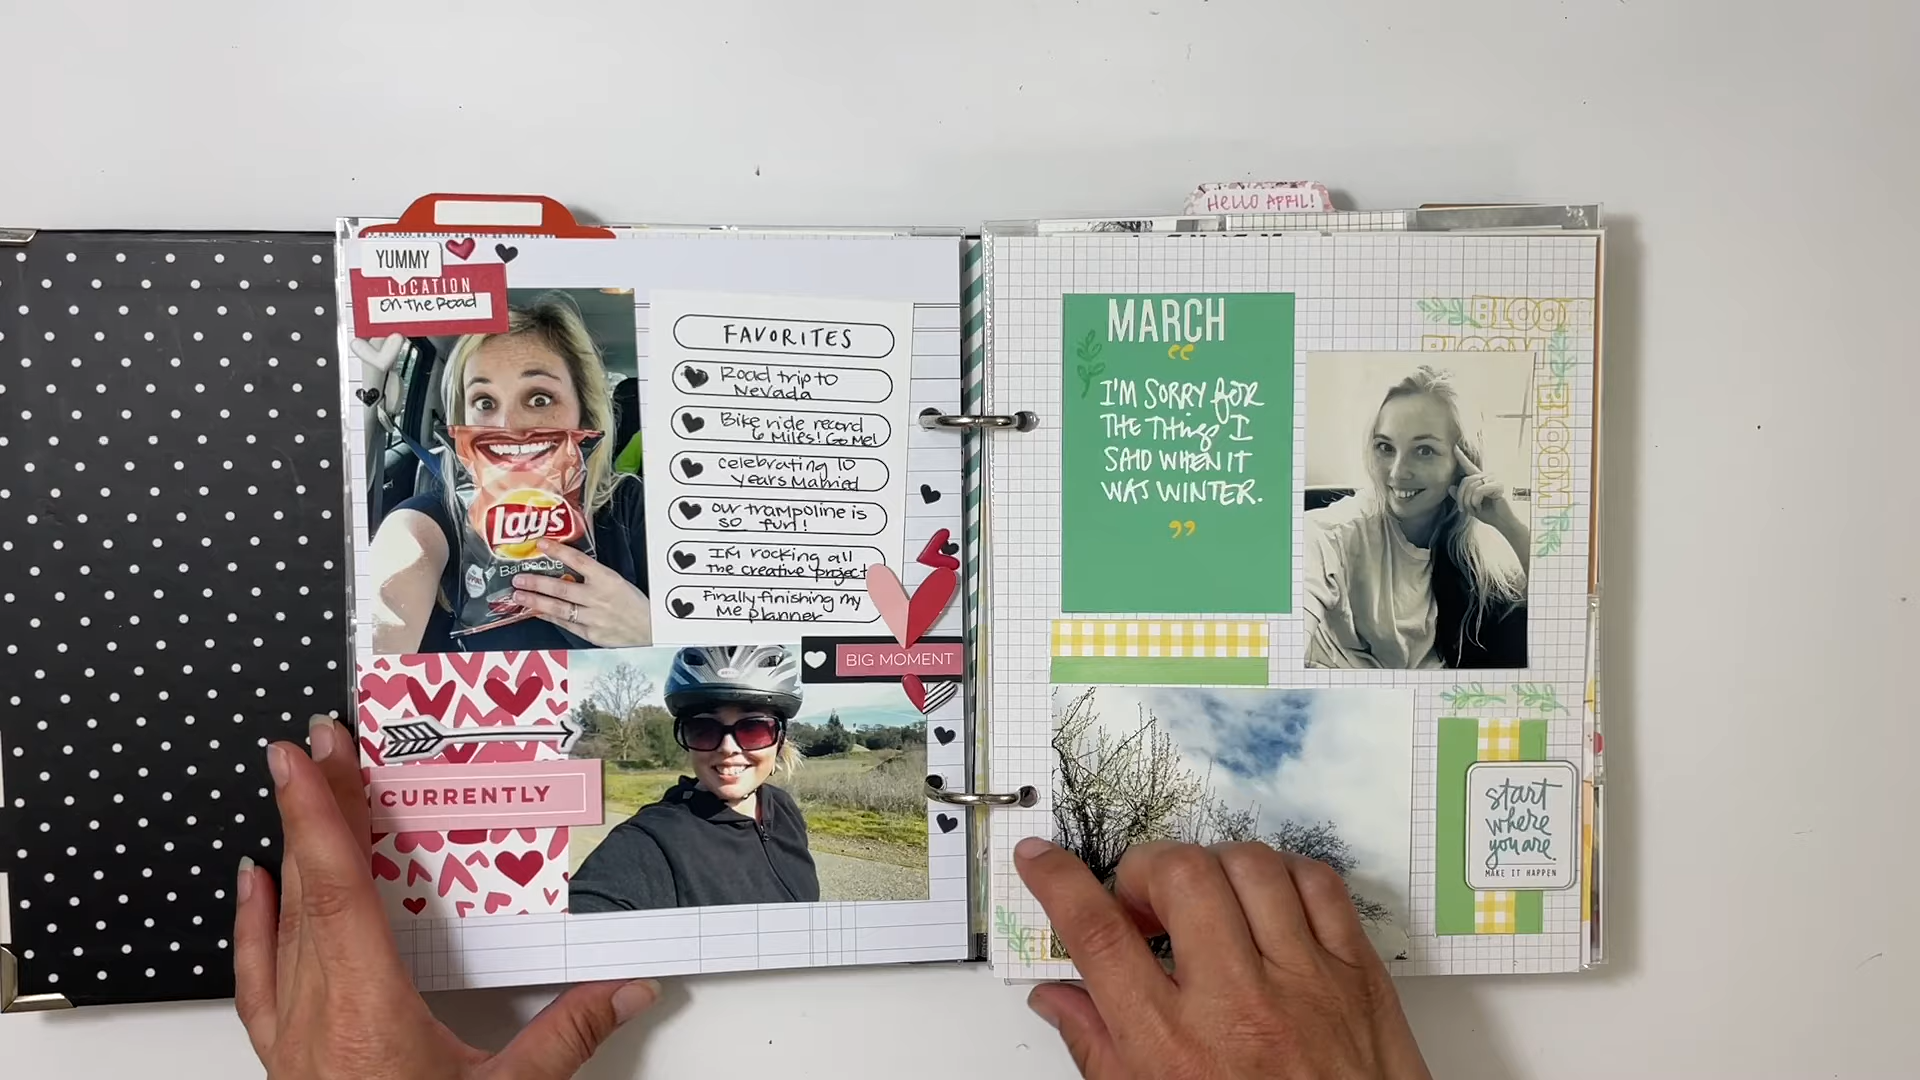 YUMMY
LOCATION
on the Road
Lay's
Barbecue
FAVORITES
Road trip to
Nevada
Bike ride record
6 Miles! Go Me!
celebrating 10
years Married
our trampoline is
so fun!
I'm rocking all
the creative project
Finally finishing my
Me planner
BIG MOMENT
CURRENTLY
HELLO APRIL!
MARCH
“
I'M SORRY FOR
THE THINGS I
SAID WHEN IT
WAS WINTER.
”
BLOOM
BLOOM
BLOOM
start
where
you are.
MAKE IT HAPPEN